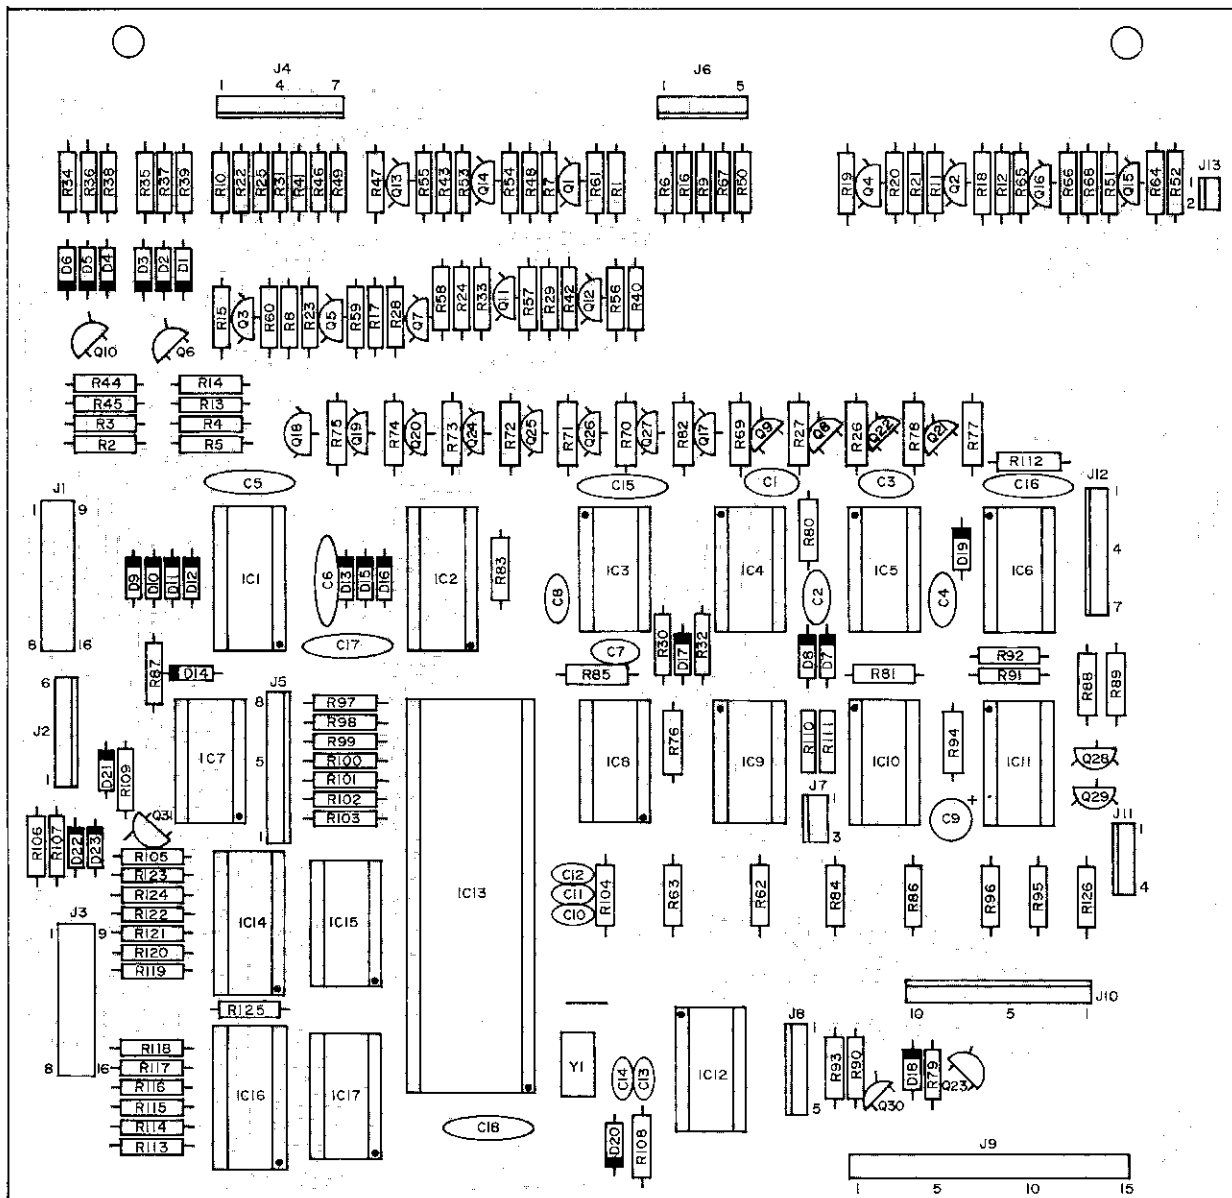 J4
1 4 7
J6
1 5
R34 R36 R38 R35 R37 R39 R10 R22 R25 R31 R41 R46 R49 R47 Q13 R55 R43 R53 Q14 R54 R48 R7 Q1 R61 R1 R6 R16 R9 R67 R50 R19 Q4 R20 R21 R11 Q2 R18 R12 R65 Q16 R66 R68 R51 Q15 R64 R52
J13
1
2
D6 D5 D4 D3 D2 D1
R15 Q3 R60 R8 R23 Q5 R59 R17 R28 Q7 R58 R24 R33 Q11 R57 R29 R42 Q12 R56 R40
Q10 Q6
R44 R14
R45 R13
R3 R4
R2 R5
Q18 R75 Q19 R74 Q20 R73 Q24 R72 Q25 R71 Q26 R70 Q27 R82 Q17 R69 Q9 R27 Q8 R26 Q22 R78 Q21 R77
R112
C5 C15 C1 C3 C16
J1
1 9
8 16
J12
1
4
7
D9 D10 D11 D12 IC1 C6 D13 D15 D16 IC2 R83 C8 IC3 IC4 R80 C2 IC5 C4 D19 IC6
C17 C7 R30 D17 R32 D8 D7
R87 D14 R85 R81 R92
R91
R88 R89
6
J2
1
J5
8
5
1
R97
R98
R99
R100
R101
R102
R103
D21 R109 IC7 IC8 R76 IC9 R110 R111 IC10 R94 IC11
Q28
Q29
J7
1
3
C9 +
J11
1
4
Q31
R106 R107 D22 D23
R105
R123
R124
R122
R121
R120
R119
IC14 IC15 IC13
C12
C11
C10
R104 R63 R62 R84 R86 R96 R95 R126
J3
1 9
8 16
R125
J10
10 5 1
R118
R117
R116
R115
R114
R113
IC16 IC17 Y1 C14 C13 IC12
J8
1
5
R93 R90 Q30 D18 R79 Q23
C18 D20 R108
J9
1 5 10 15